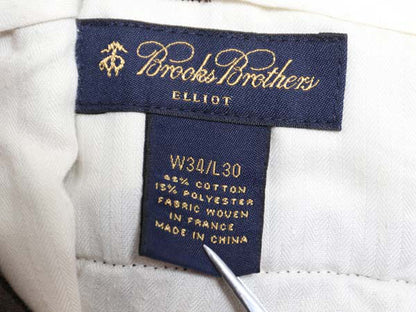 Brooks Brothers
ELLIOT
W34/L30
85% COTTON
15% POLYESTER
FABRIC WOVEN
IN FRANCE
MADE IN CHINA